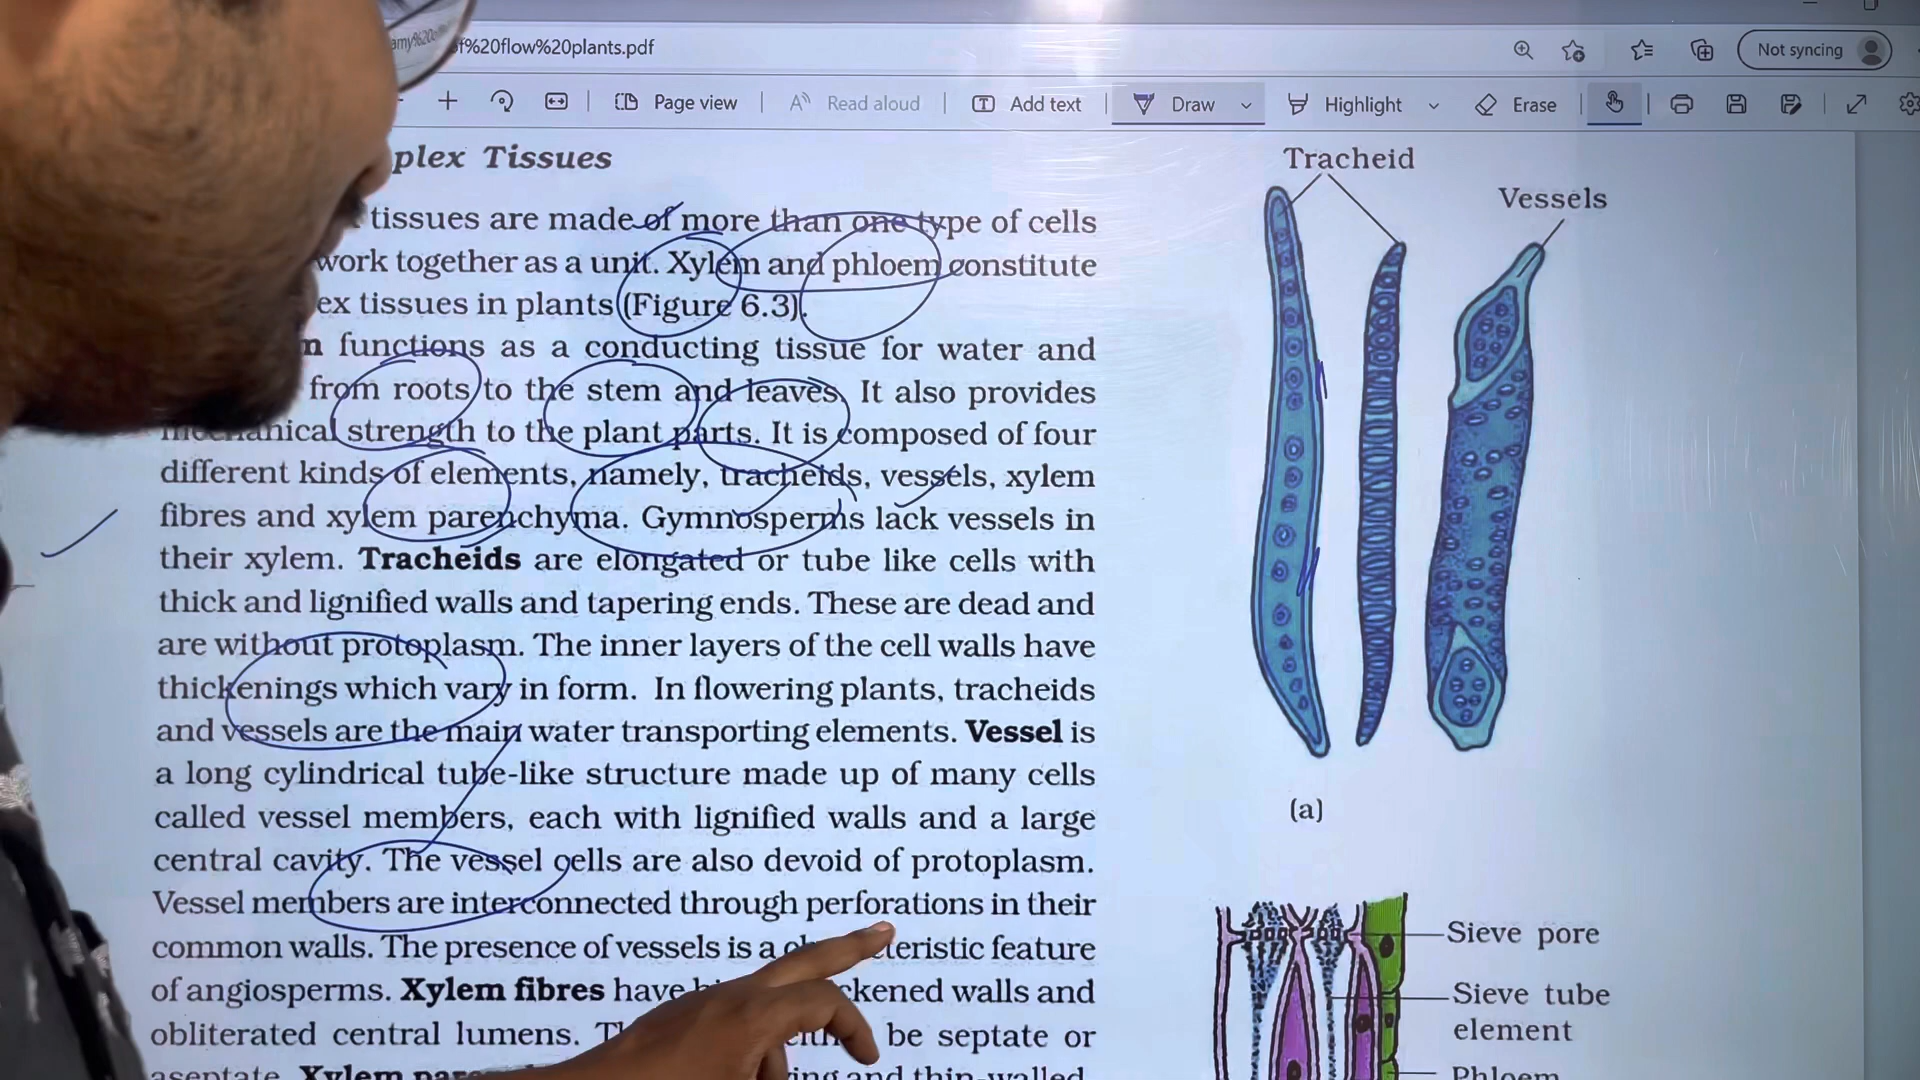 f%20flow%20plants.pdf
Not syncing
Page view
Read aloud
Add text
Draw
Highlight
Erase
plex Tissues
tissues are made of more than one type of cells
work together as a unit. Xylem and phloem constitute
ex tissues in plants (Figure 6.3).
functions as a conducting tissue for water and
from roots to the stem and leaves. It also provides
mechanical strength to the plant parts. It is composed of four
different kinds of elements, namely, tracheids, vessels, xylem
fibres and xylem parenchyma. Gymnosperms lack vessels in
their xylem. Tracheids are elongated or tube like cells with
thick and lignified walls and tapering ends. These are dead and
are without protoplasm. The inner layers of the cell walls have
thickenings which vary in form. In flowering plants, tracheids
and vessels are the main water transporting elements. Vessel is
a long cylindrical tube-like structure made up of many cells
called vessel members, each with lignified walls and a large
central cavity. The vessel cells are also devoid of protoplasm.
Vessel members are interconnected through perforations in their
common walls. The presence of vessels is a teristic feature
of angiosperms. Xylem fibres have ckened walls and
obliterated central lumens. be septate or
aseptate. Xylem and thin-walled
Tracheid
Vessels
(a)
Sieve pore
Sieve tube
element
Phloem